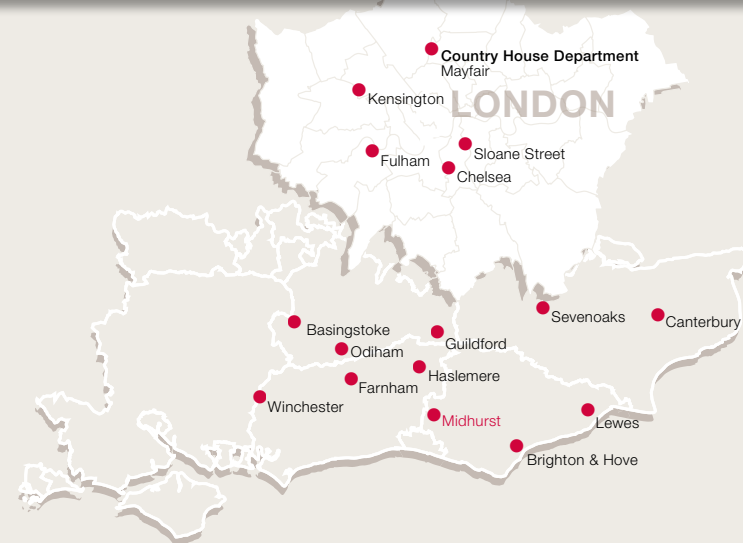 Country House Department
Mayfair
Kensington
LONDON
Sloane Street
Fulham
Chelsea
Sevenoaks
Canterbury
Basingstoke
Guildford
Odiham
Haslemere
Farnham
Winchester
Midhurst
Lewes
Brighton & Hove